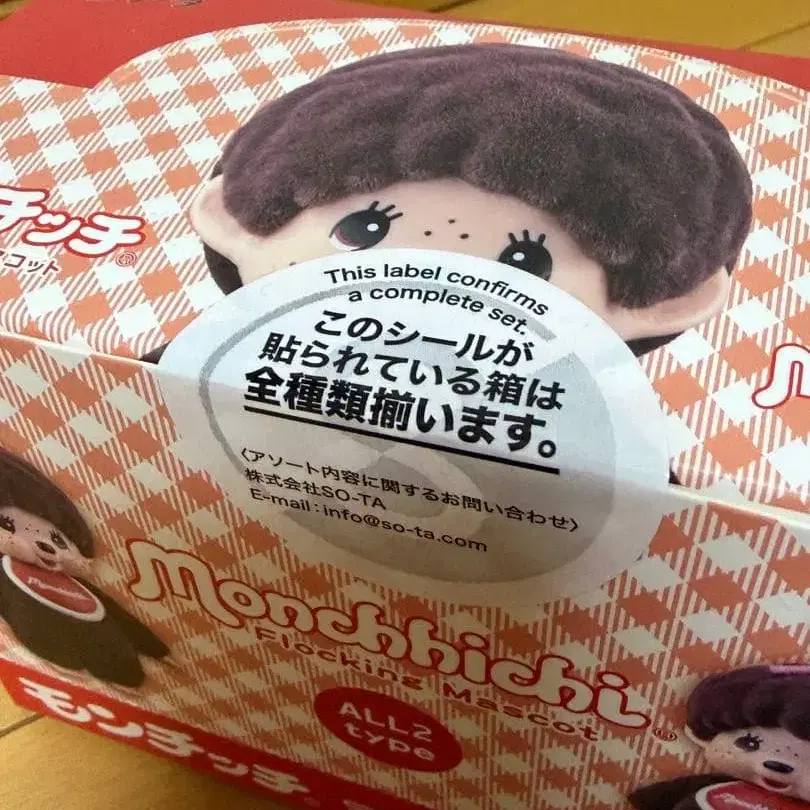 チッチ®
コット
This label confirms
a complete set.
このシールが
貼られている箱は
全種類揃います。
〈アソート内容に関するお問い合わせ〉
株式会社SO-TA
E-mail:info@so-ta.com
Monchhichi®
Flocking Mascot
ALL2
type
モンチッチ®
Monchhichi